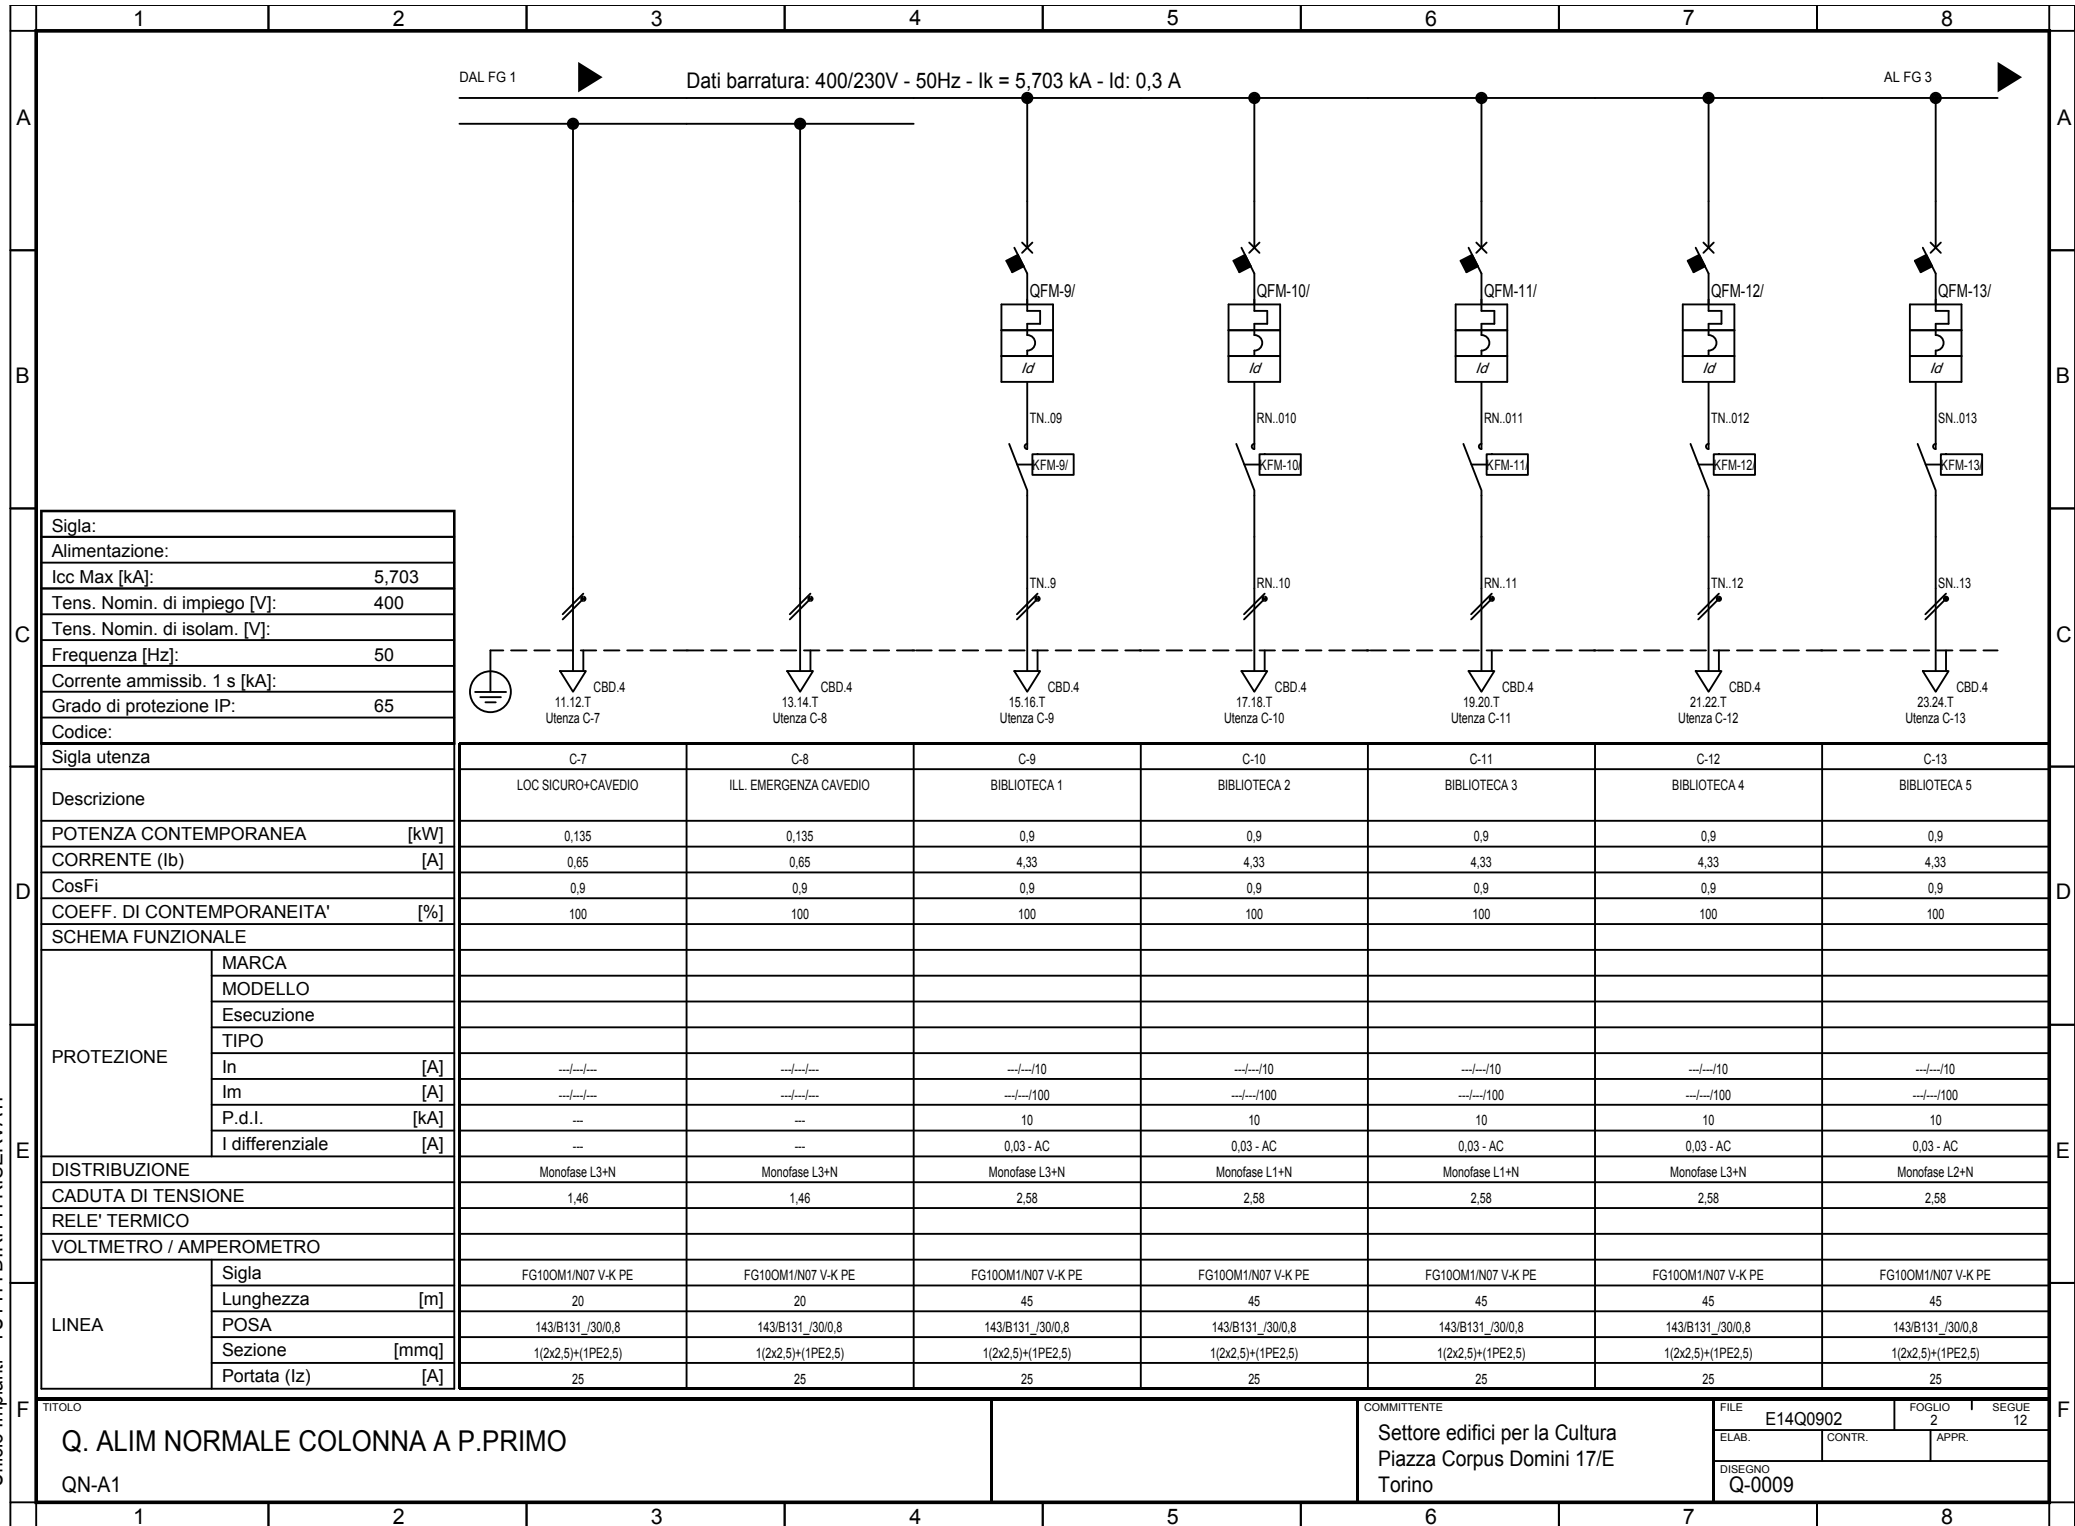 1 2 3 4 5 6 7 8
DAL FG 1
Dati barratura: 400/230V - 50Hz - Ik = 5,703 kA - Id: 0,3 A
AL FG 3
A A
QFM-9/ QFM-10/ QFM-11/ QFM-12/ QFM-13/
Id Id Id Id Id
B B
TN..09 RN..010 RN..011 TN..012 SN..013
KFM-9/ KFM-10/ KFM-11/ KFM-12/ KFM-13/
Sigla:
Alimentazione:
Icc Max [kA]: 5,703
Tens. Nomin. di impiego [V]: 400
Tens. Nomin. di isolam. [V]:
Frequenza [Hz]: 50
Corrente ammissib. 1 s [kA]:
Grado di protezione IP: 65
Codice:
TN..9 RN..10 RN..11 TN..12 SN..13
C C
CBD.4 CBD.4 CBD.4 CBD.4 CBD.4 CBD.4 CBD.4
11.12.T 13.14.T 15.16.T 17.18.T 19.20.T 21.22.T 23.24.T
Utenza C-7 Utenza C-8 Utenza C-9 Utenza C-10 Utenza C-11 Utenza C-12 Utenza C-13
Sigla utenza C-7 C-8 C-9 C-10 C-11 C-12 C-13
Descrizione LOC SICURO+CAVEDIO ILL. EMERGENZA CAVEDIO BIBLIOTECA 1 BIBLIOTECA 2 BIBLIOTECA 3 BIBLIOTECA 4 BIBLIOTECA 5
POTENZA CONTEMPORANEA [kW] 0,135 0,135 0,9 0,9 0,9 0,9 0,9
CORRENTE (Ib) [A] 0,65 0,65 4,33 4,33 4,33 4,33 4,33
D D
CosFi 0,9 0,9 0,9 0,9 0,9 0,9 0,9
COEFF. DI CONTEMPORANEITA' [%] 100 100 100 100 100 100 100
SCHEMA FUNZIONALE
PROTEZIONE
MARCA
MODELLO
Esecuzione
TIPO
In [A] ---/---/--- ---/---/--- ---/---/10 ---/---/10 ---/---/10 ---/---/10 ---/---/10
Im [A] ---/---/--- ---/---/--- ---/---/100 ---/---/100 ---/---/100 ---/---/100 ---/---/100
P.d.I. [kA] --- --- 10 10 10 10 10
I differenziale [A] --- --- 0,03 - AC 0,03 - AC 0,03 - AC 0,03 - AC 0,03 - AC
E E
DISTRIBUZIONE Monofase L3+N Monofase L3+N Monofase L3+N Monofase L1+N Monofase L1+N Monofase L3+N Monofase L2+N
CADUTA DI TENSIONE 1,46 1,46 2,58 2,58 2,58 2,58 2,58
RELE' TERMICO
VOLTMETRO / AMPEROMETRO
LINEA
Sigla FG10OM1/N07 V-K PE FG10OM1/N07 V-K PE FG10OM1/N07 V-K PE FG10OM1/N07 V-K PE FG10OM1/N07 V-K PE FG10OM1/N07 V-K PE FG10OM1/N07 V-K PE
Lunghezza [m] 20 20 45 45 45 45 45
POSA 143/B131_/30/0,8 143/B131_/30/0,8 143/B131_/30/0,8 143/B131_/30/0,8 143/B131_/30/0,8 143/B131_/30/0,8 143/B131_/30/0,8
Sezione [mmq] 1(2x2,5)+(1PE2,5) 1(2x2,5)+(1PE2,5) 1(2x2,5)+(1PE2,5) 1(2x2,5)+(1PE2,5) 1(2x2,5)+(1PE2,5) 1(2x2,5)+(1PE2,5) 1(2x2,5)+(1PE2,5)
Portata (Iz) [A] 25 25 25 25 25 25 25
F F
TITOLO
Q. ALIM NORMALE COLONNA A P.PRIMO
QN-A1
COMMITTENTE
Settore edifici per la Cultura
Piazza Corpus Domini 17/E
Torino
FILE E14Q0902
FOGLIO 2
SEGUE 12
ELAB. CONTR. APPR.
DISEGNO
Q-0009
1 2 3 4 5 6 7 8